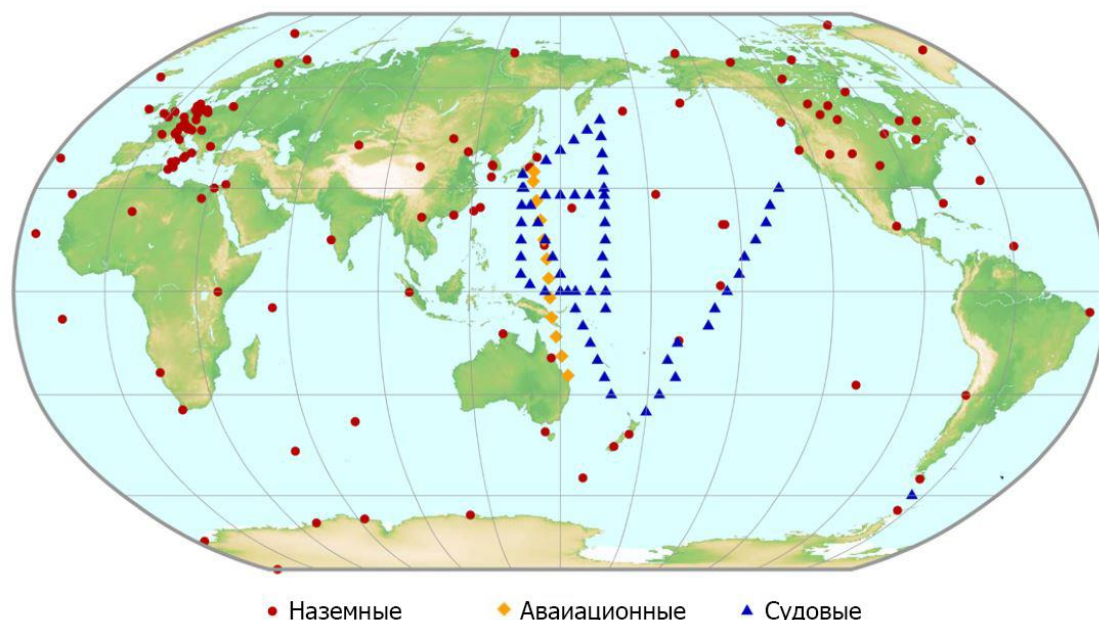 Наземные Аваиационные Судовые